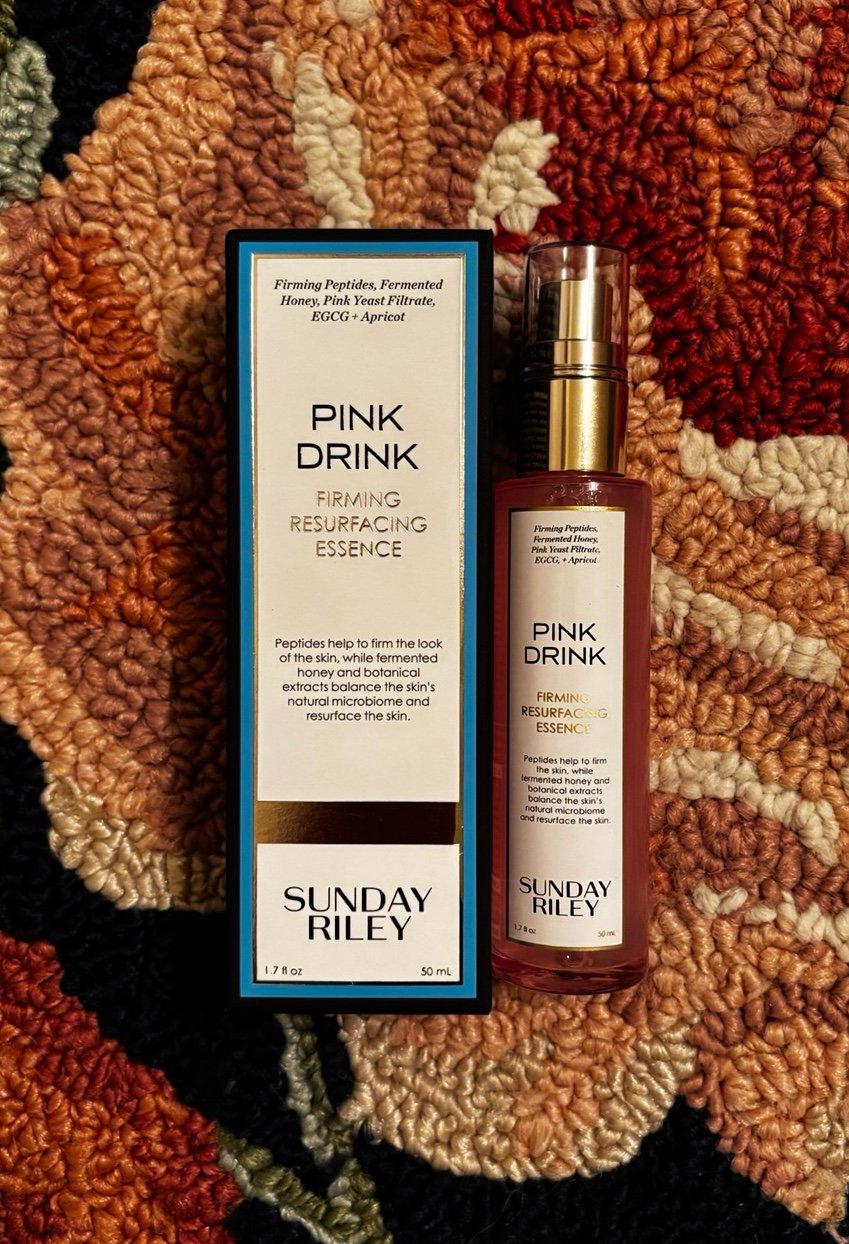 Firming Peptides, Fermented
Honey, Pink Yeast Filtrate,
EGCG + Apricot
PINK
DRINK
FIRMING
RESURFACING
ESSENCE
Peptides help to firm the look
of the skin, while fermented
honey and botanical
extracts balance the skin's
natural microbiome and
resurface the skin.
SUNDAY
RILEY
1.7 fl oz 50 mL
Firming Peptides,
Fermented Honey,
Pink Yeast Filtrate,
EGCG, + Apricot
PINK
DRINK
FIRMING
RESURFACING
ESSENCE
Peptides help to firm
the skin, while
fermented honey and
botanical extracts
balance the skin's
natural microbiome
and resurface the skin.
SUNDAY
RILEY
1.7 fl oz 50 mL